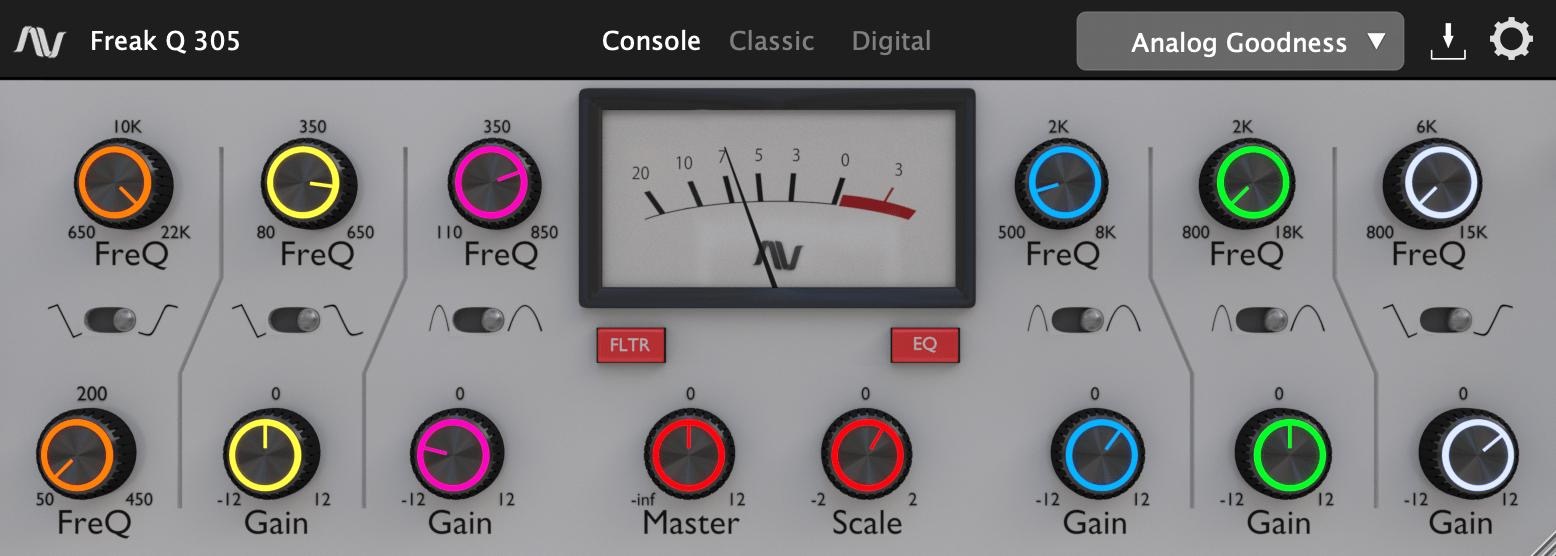 Freak Q 305
Console Classic Digital
Analog Goodness
10K
650 22K
FreQ
350
80 650
FreQ
350
110 850
FreQ
20 10 7 5 3 0 3
2K
500 8K
FreQ
2K
800 18K
FreQ
6K
800 15K
FreQ
FLTR
EQ
200
50 450
FreQ
0
-12 12
Gain
0
-12 12
Gain
0
-inf 12
Master
0
-2 2
Scale
0
-12 12
Gain
0
-12 12
Gain
0
-12 12
Gain